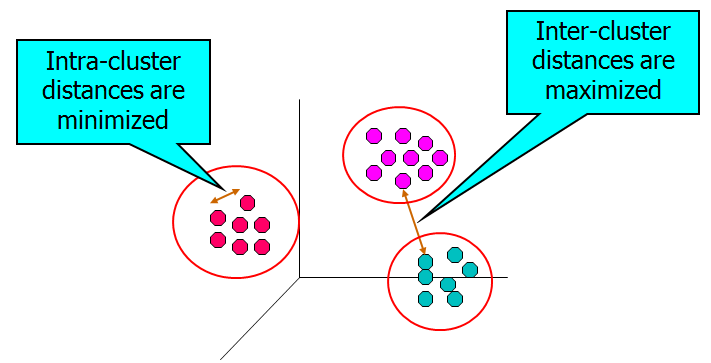 Intra-cluster
distances are
minimized
Inter-cluster
distances are
maximized